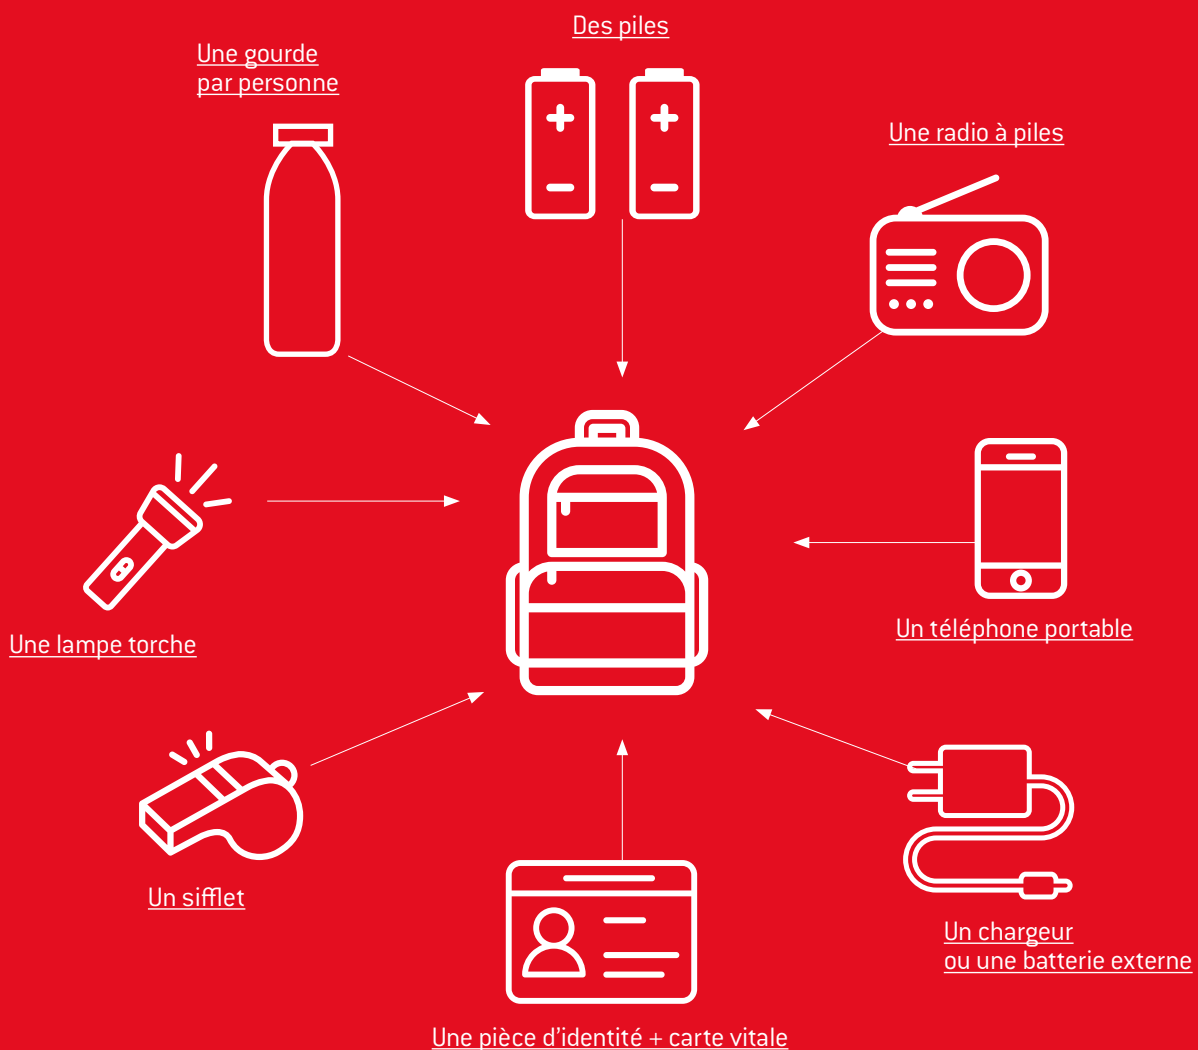 Des piles
Une gourde
par personne
Une radio à piles
Un téléphone portable
Une lampe torche
Un sifflet
Un chargeur
ou une batterie externe
Une pièce d'identité + carte vitale